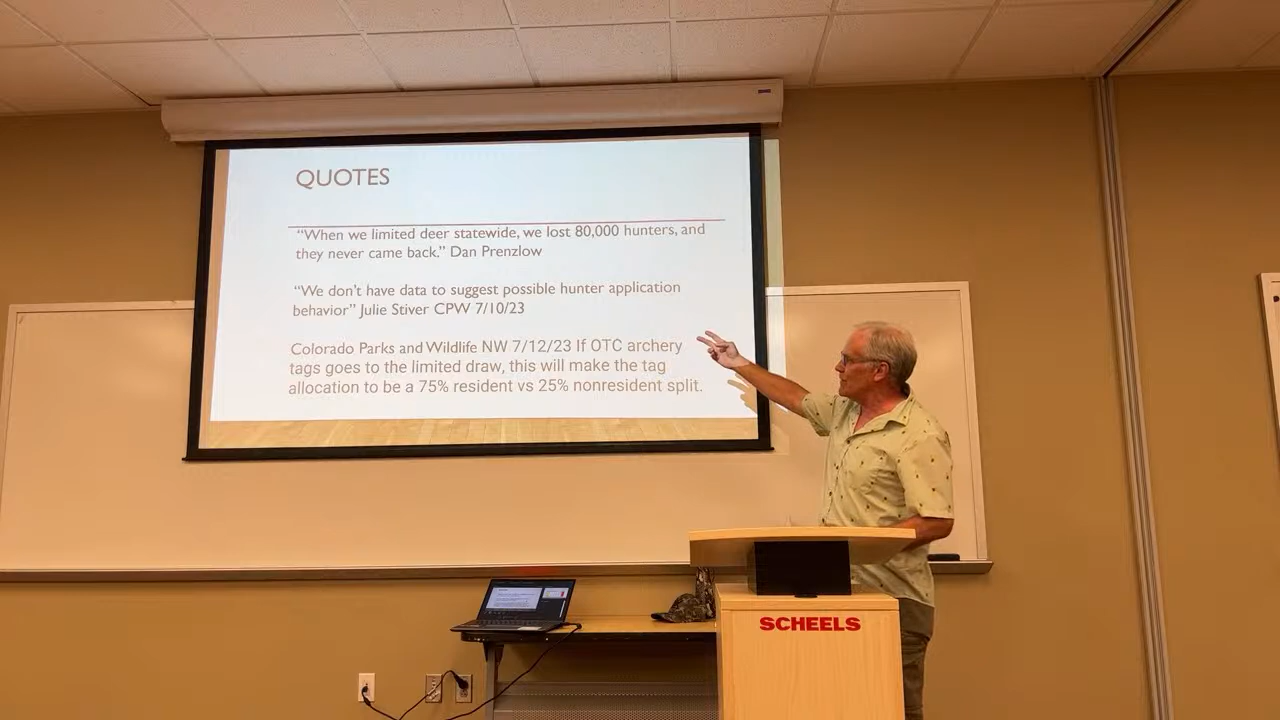 QUOTES
“When we limited deer statewide, we lost 80,000 hunters, and
they never came back.” Dan Prenzlow
“We don’t have data to suggest possible hunter application
behavior” Julie Stiver CPW 7/10/23
Colorado Parks and Wildlife NW 7/12/23 If OTC archery
tags goes to the limited draw, this will make the tag
allocation to be a 75% resident vs 25% nonresident split.
SCHEELS